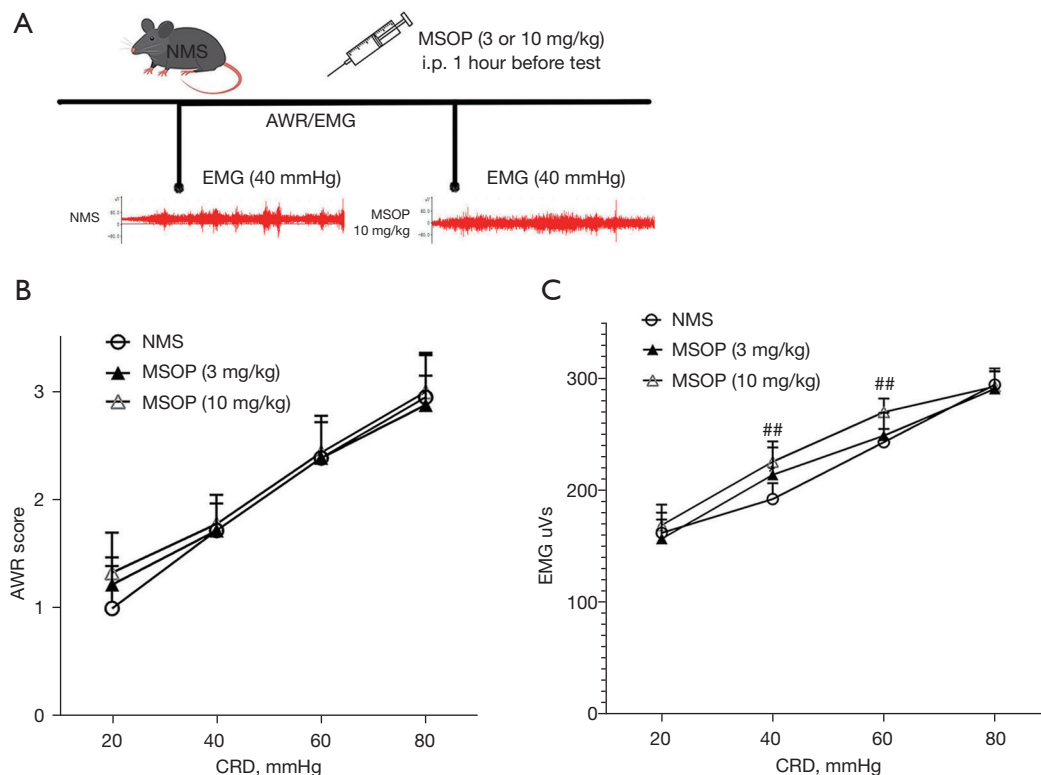 A
NMS
MSOP (3 or 10 mg/kg)
i.p. 1 hour before test
AWR/EMG
EMG (40 mmHg)
EMG (40 mmHg)
NMS
MSOP
10 mg/kg
B
NMS
MSOP (3 mg/kg)
MSOP (10 mg/kg)
AWR score
3
2
1
0
20
40
60
80
CRD, mmHg
C
NMS
MSOP (3 mg/kg)
MSOP (10 mg/kg)
##
##
EMG uVs
300
200
100
0
20
40
60
80
CRD, mmHg